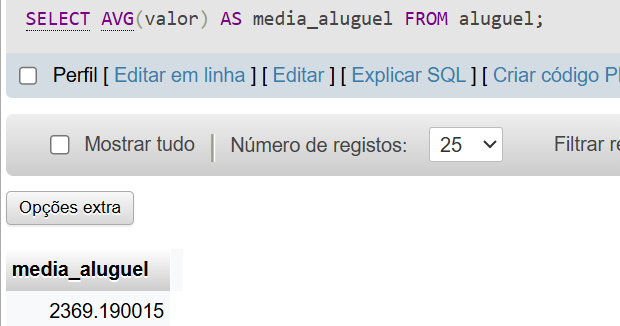 SELECT AVG(valor) AS media_aluguel FROM aluguel;
Perfil [ Editar em linha ] [ Editar ] [ Explicar SQL ] [ Criar código
Mostrar tudo | Número de registos: 25 Filtrar
Opções extra
media_aluguel
2369.190015